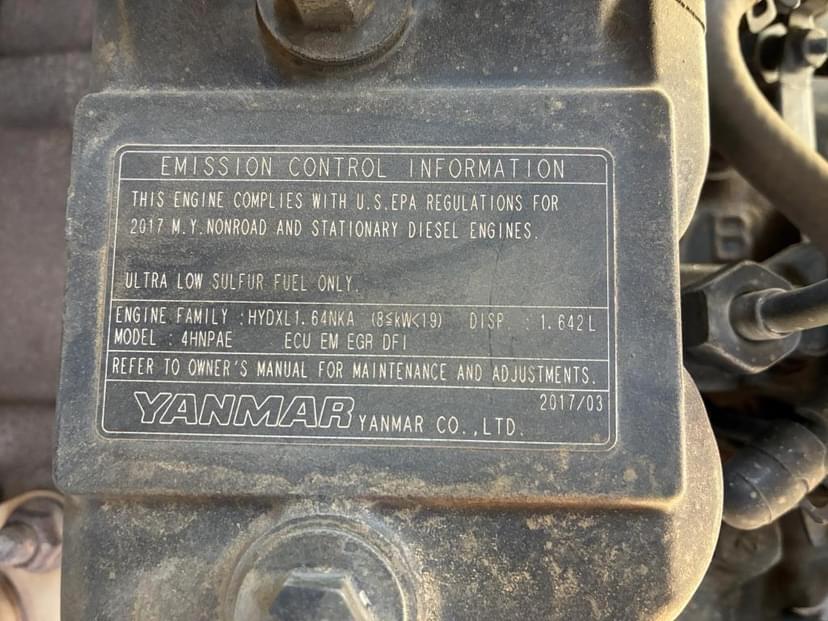 EMISSION CONTROL INFORMATION
THIS ENGINE COMPLIES WITH U.S.EPA REGULATIONS FOR
2017 M.Y.NONROAD AND STATIONARY DIESEL ENGINES.
ULTRA LOW SULFUR FUEL ONLY.
ENGINE FAMILY : HYDXL1.64NKA (8≤kW<19) DISP. : 1.642L
MODEL : 4HNPAE ECU EM EGR DFI
REFER TO OWNER'S MANUAL FOR MAINTENANCE AND ADJUSTMENTS.
2017/03
YANMAR YANMAR CO.,LTD.